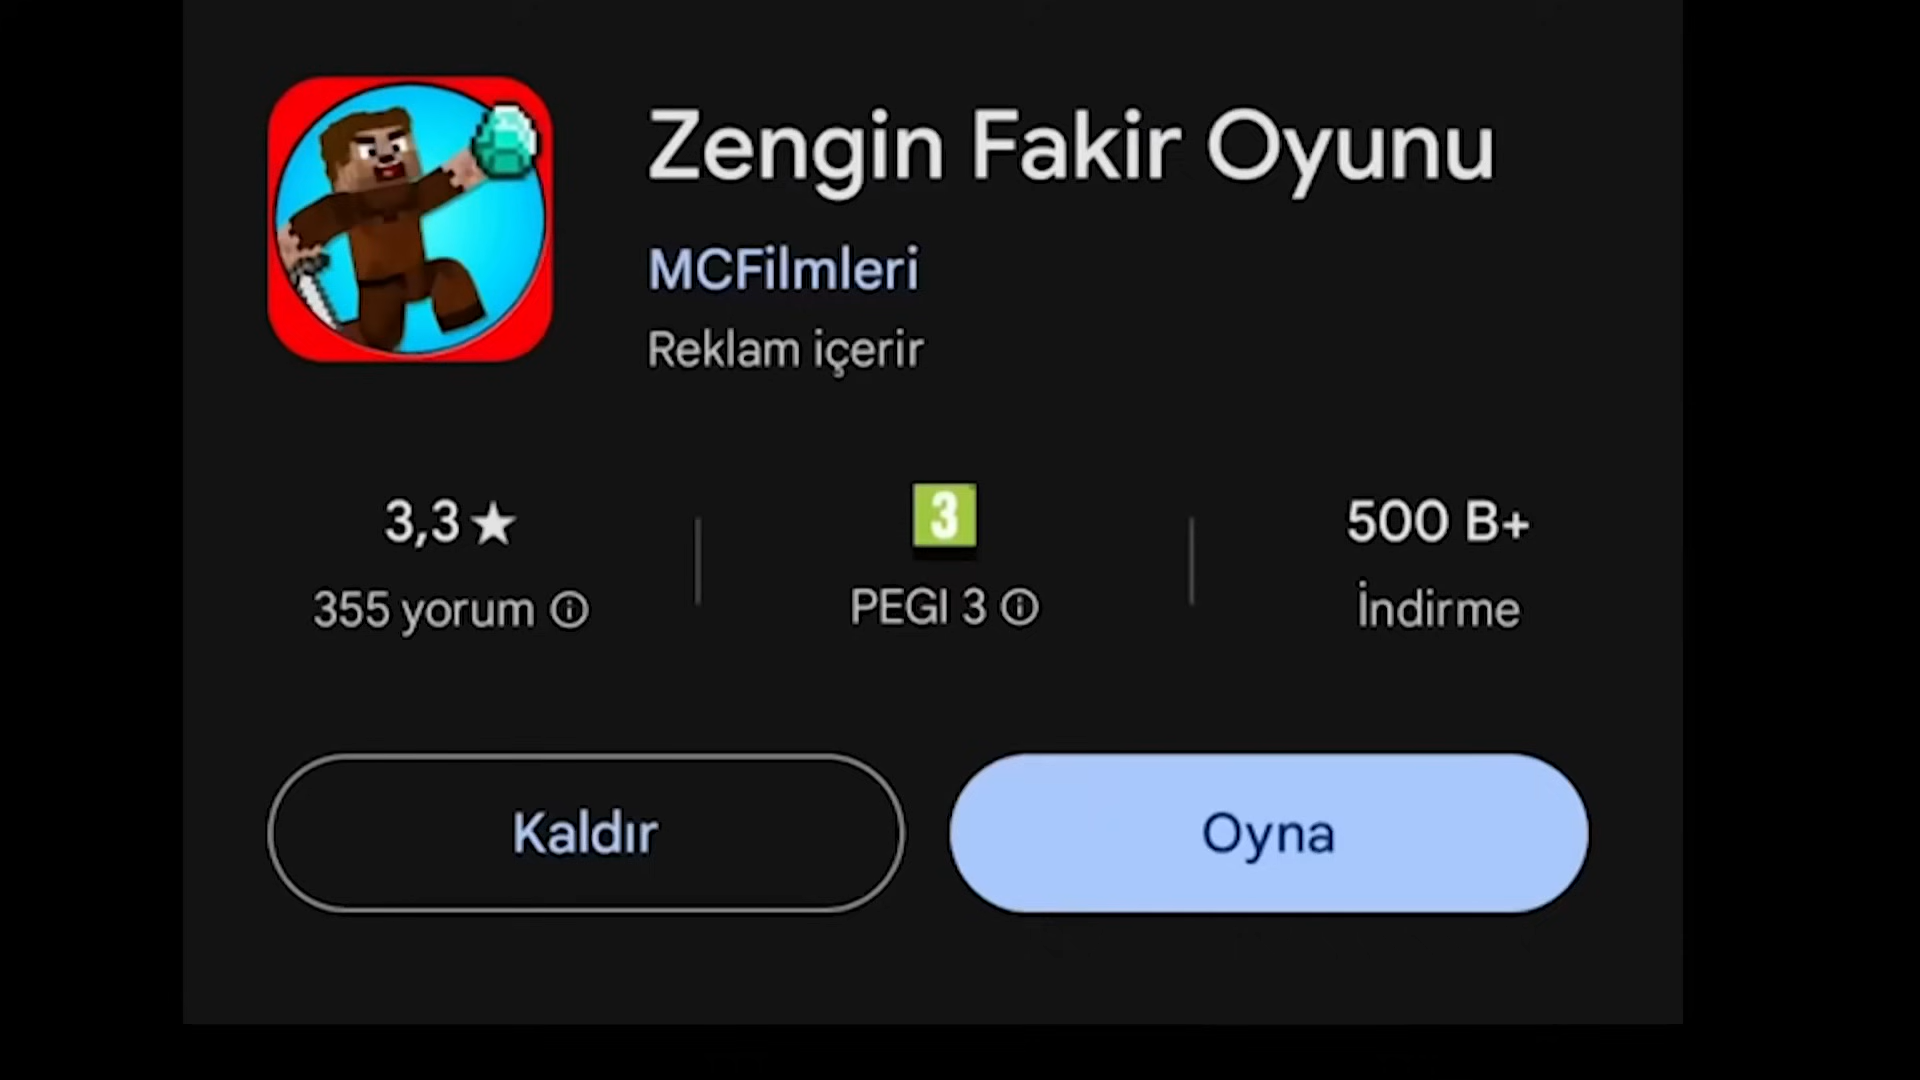 Zengin Fakir Oyunu
MCFilmleri
Reklam içerir
3,3★
355 yorum
3
PEGI 3
500 B+
İndirme
Kaldır
Oyna